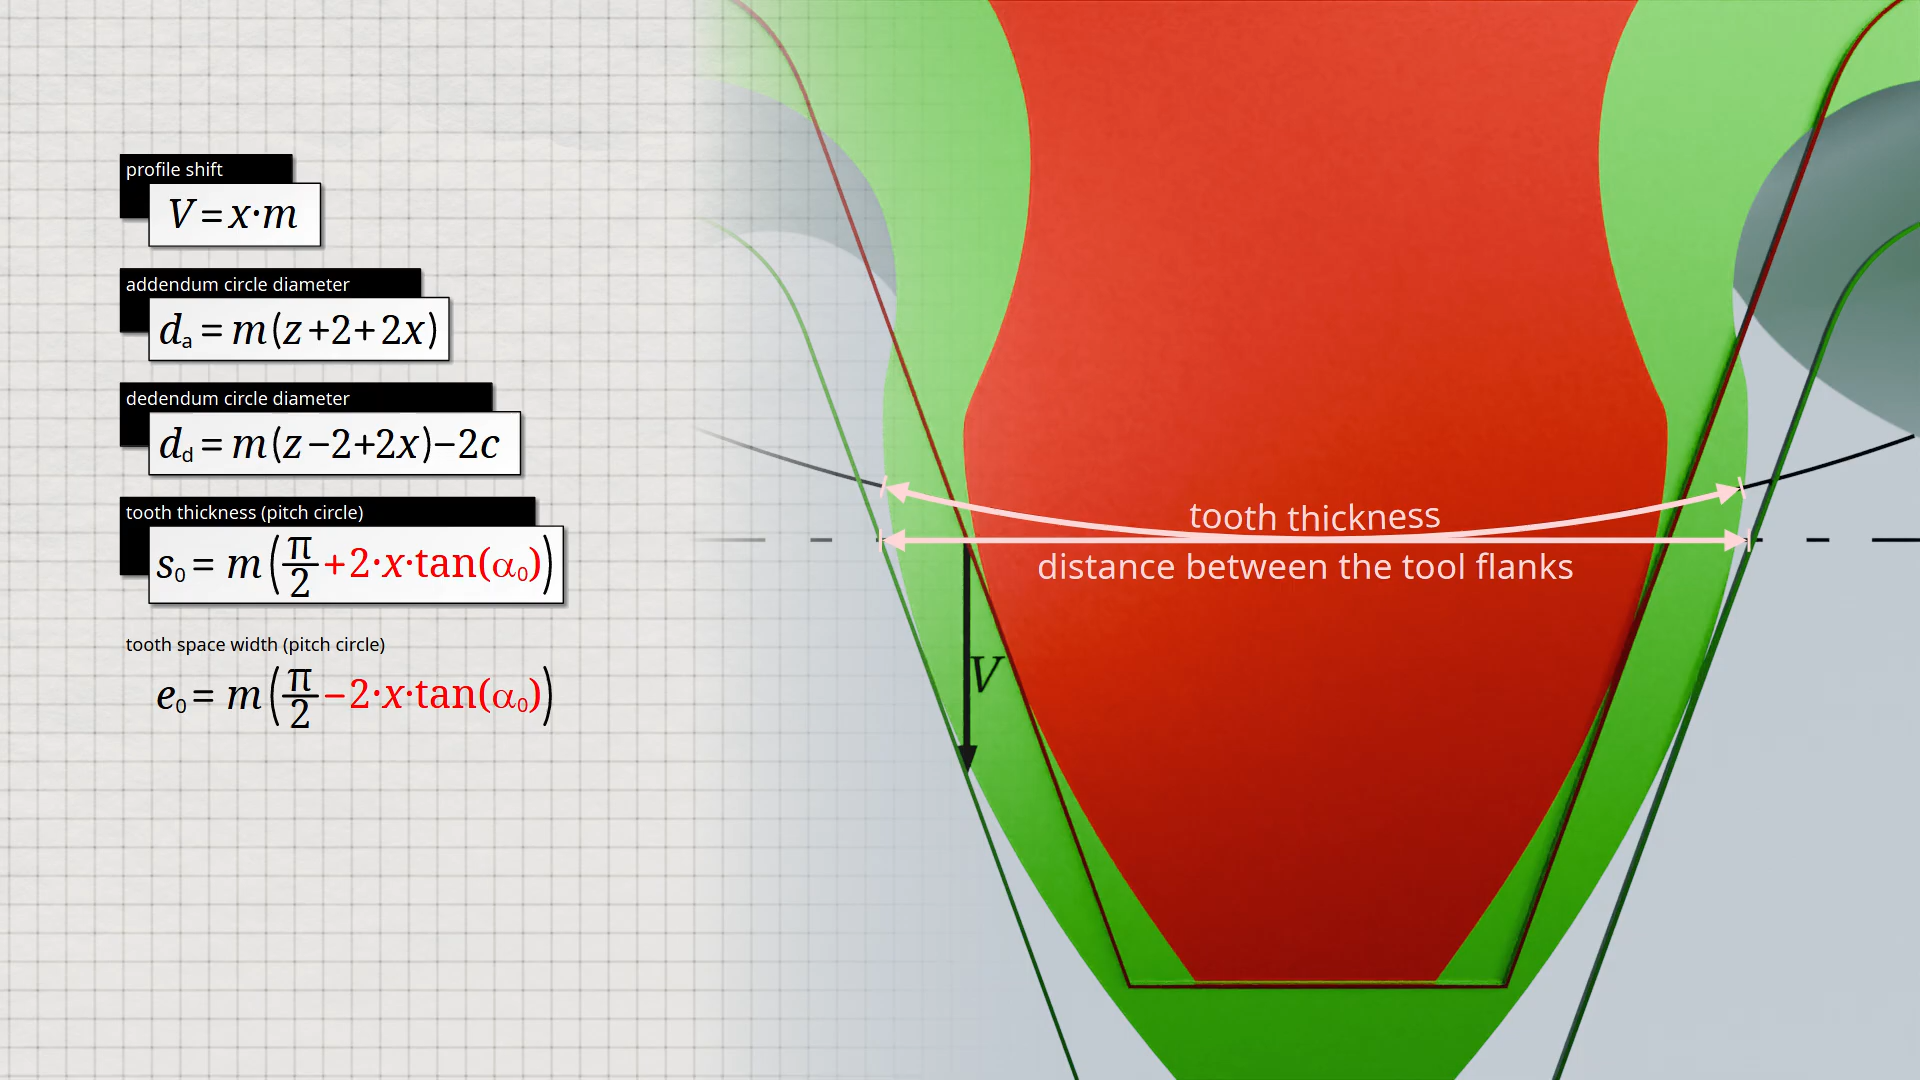 profile shift
V = x·m
addendum circle diameter
dₐ = m(z+2+2x)
dedendum circle diameter
d_d = m(z−2+2x)−2c
tooth thickness (pitch circle)
s₀ = m(π/2+2·x·tan(α₀))
tooth space width (pitch circle)
e₀ = m(π/2−2·x·tan(α₀))
tooth thickness
distance between the tool flanks
V